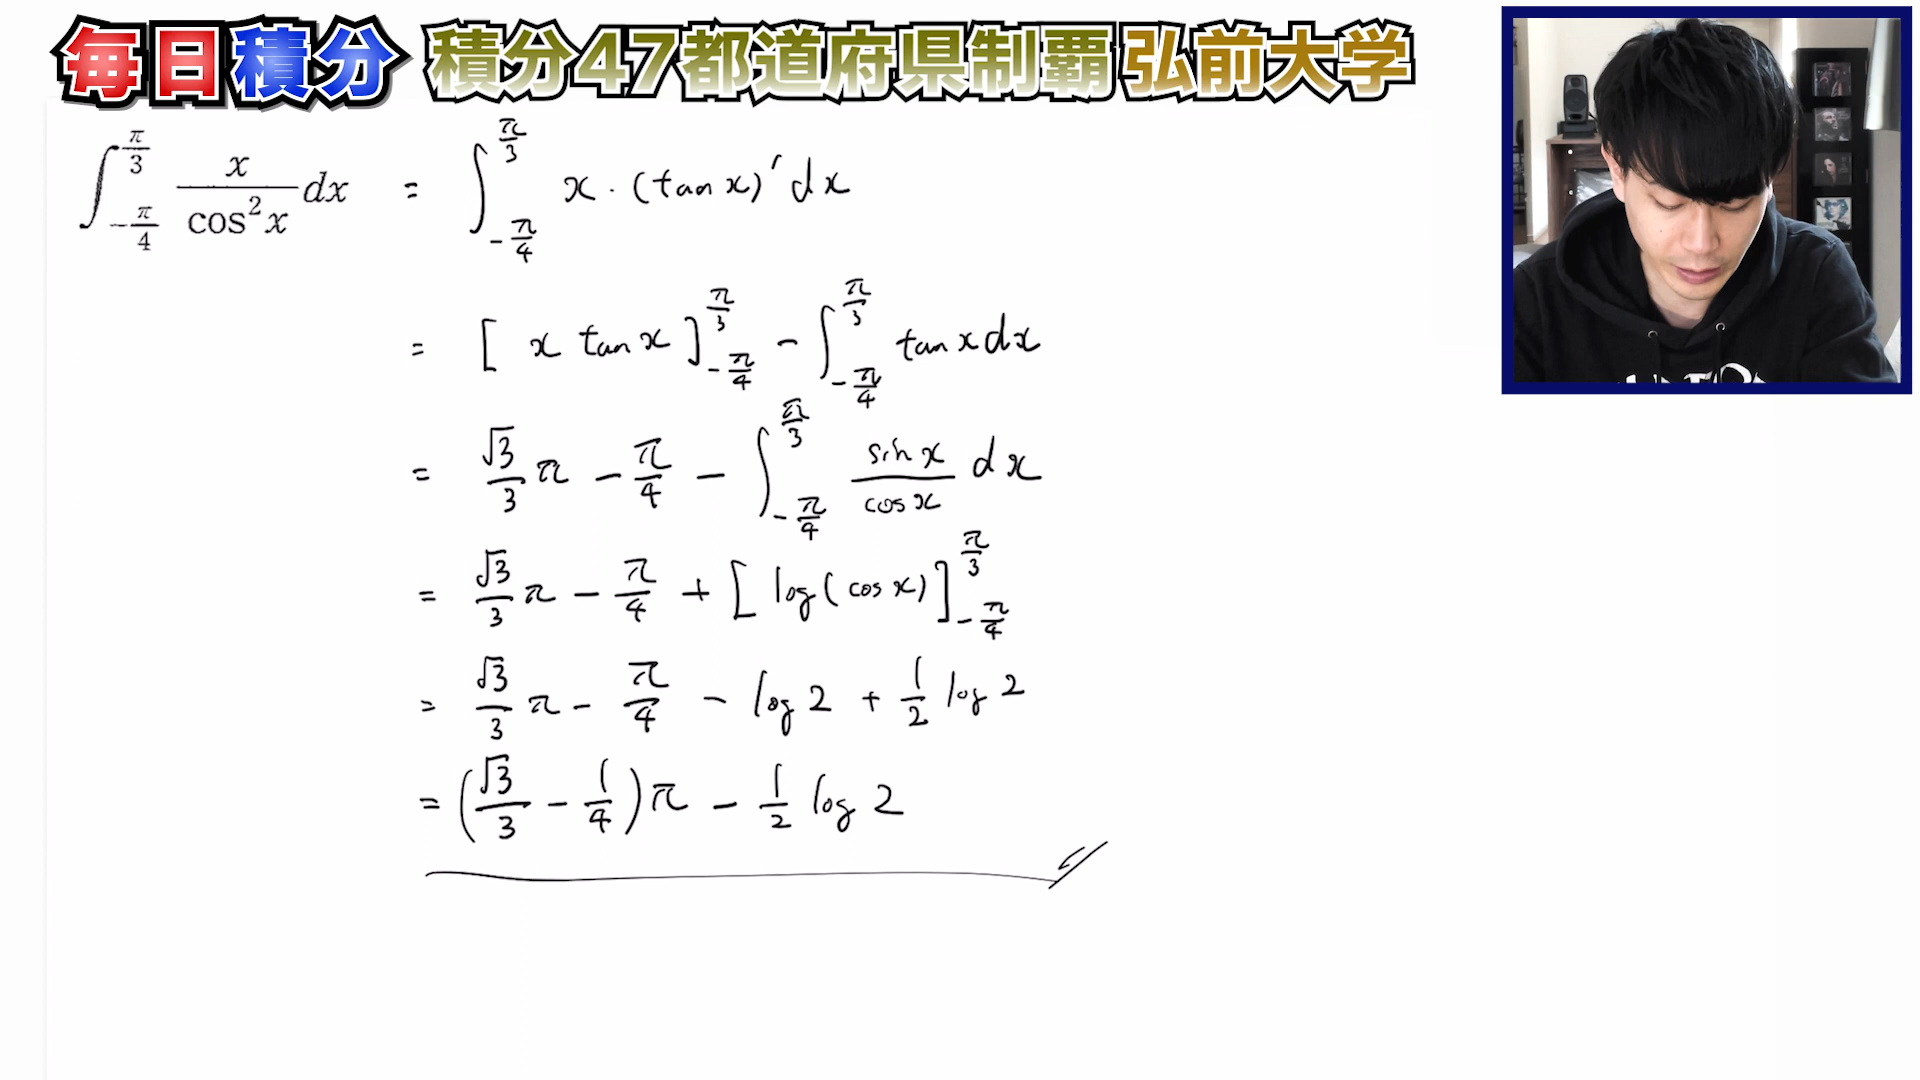 毎日積分 積分47都道府県制覇 弘前大学
∫_{-π/4}^{π/3} x/cos²x dx = ∫_{-π/4}^{π/3} x·(tan x)′dx
= [x tan x]_{-π/4}^{π/3} - ∫_{-π/4}^{π/3} tan x dx
= √3/3 π - π/4 - ∫_{-π/4}^{π/3} sin x/cos x dx
= √3/3 π - π/4 + [log(cos x)]_{-π/4}^{π/3}
= √3/3 π - π/4 - log 2 + 1/2 log 2
= (√3/3 - 1/4)π - 1/2 log 2